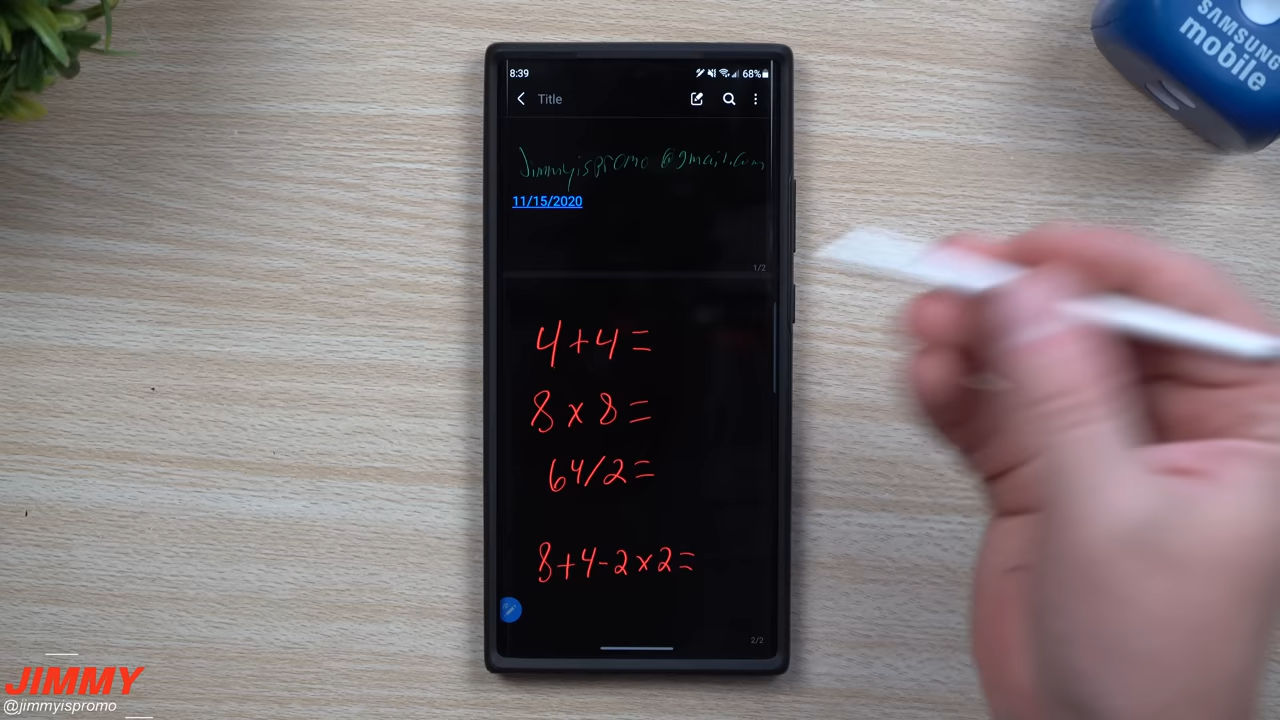 8:39 68%
Title
Jimmyispromo@gmail.com
11/15/2020
1/2
4+4=
8x8=
64/2=
8+4-2x2=
2/2
SAMSUNG
mobile
JIMMY
@jimmyispromo